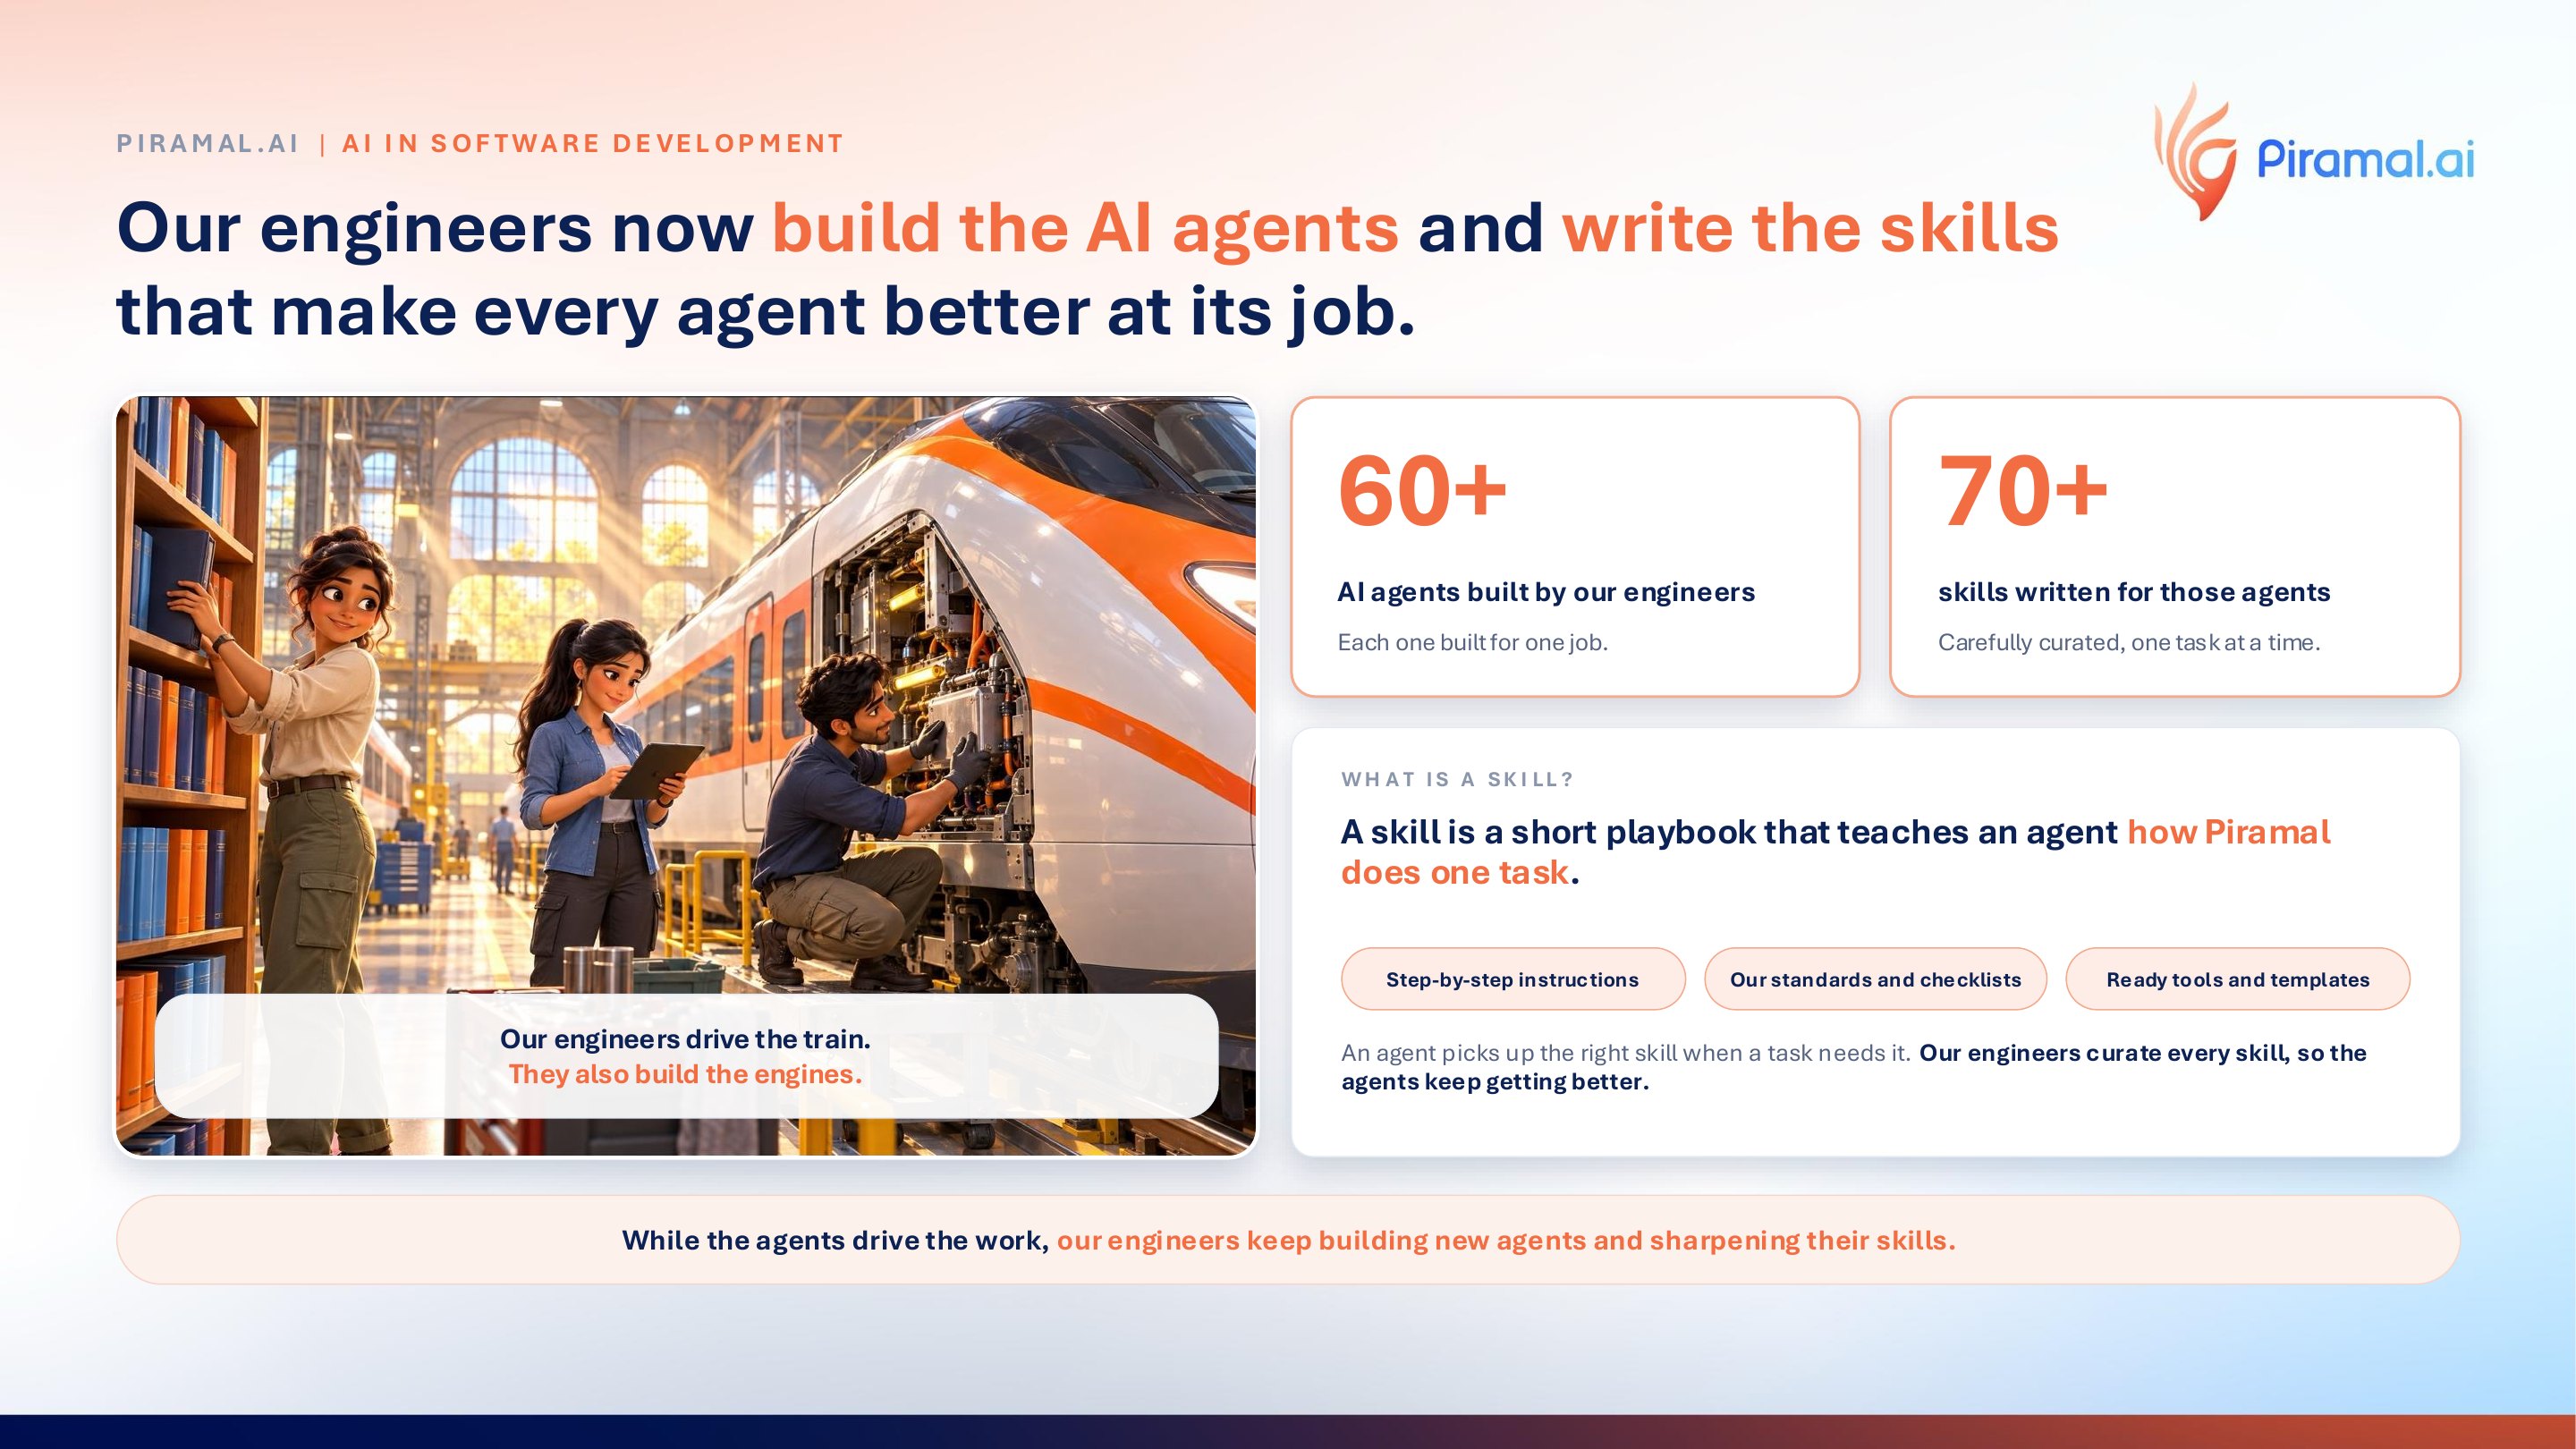 PIRAMAL.AI | AI IN SOFTWARE DEVELOPMENT
Piramal.ai
Our engineers now build the AI agents and write the skills
that make every agent better at its job.
60+
AI agents built by our engineers
Each one built for one job.
70+
skills written for those agents
Carefully curated, one task at a time.
WHAT IS A SKILL?
A skill is a short playbook that teaches an agent how Piramal
does one task.
Step-by-step instructions
Our standards and checklists
Ready tools and templates
An agent picks up the right skill when a task needs it. Our engineers curate every skill, so the
agents keep getting better.
Our engineers drive the train.
They also build the engines.
While the agents drive the work, our engineers keep building new agents and sharpening their skills.